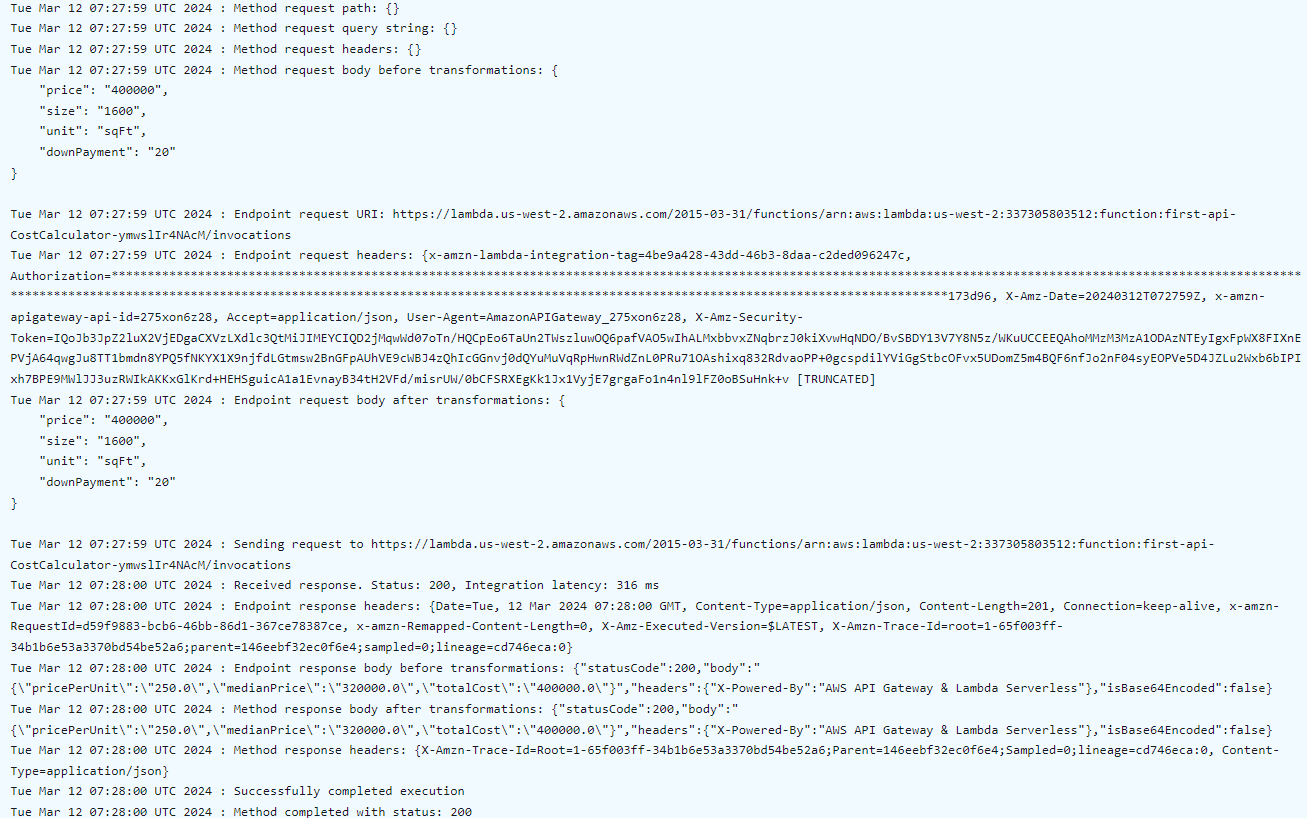 Tue Mar 12 07:27:59 UTC 2024 : Method request path: {}
Tue Mar 12 07:27:59 UTC 2024 : Method request query string: {}
Tue Mar 12 07:27:59 UTC 2024 : Method request headers: {}
Tue Mar 12 07:27:59 UTC 2024 : Method request body before transformations: {
    "price": "400000",
    "size": "1600",
    "unit": "sqFt",
    "downPayment": "20"
}
Tue Mar 12 07:27:59 UTC 2024 : Endpoint request URI: https://lambda.us-west-2.amazonaws.com/2015-03-31/functions/arn:aws:lambda:us-west-2:337305803512:function:first-api-
CostCalculator-ymwslIr4NAcM/invocations
Tue Mar 12 07:27:59 UTC 2024 : Endpoint request headers: {x-amzn-lambda-integration-tag=4be9a428-43dd-46b3-8daa-c2ded096247c,
Authorization=
173d96, X-Amz-Date=20240312T072759Z, x-amzn-
apigateway-api-id=275xon6z28, Accept=application/json, User-Agent=AmazonAPIGateway_275xon6z28, X-Amz-Security-
Token= [TRUNCATED]
Tue Mar 12 07:27:59 UTC 2024 : Endpoint request body after transformations: {
    "price": "400000",
    "size": "1600",
    "unit": "sqFt",
    "downPayment": "20"
}
Tue Mar 12 07:27:59 UTC 2024 : Sending request to https://lambda.us-west-2.amazonaws.com/2015-03-31/functions/arn:aws:lambda:us-west-2:337305803512:function:first-api-
CostCalculator-ymwslIr4NAcM/invocations
Tue Mar 12 07:28:00 UTC 2024 : Received response. Status: 200, Integration latency: 316 ms
Tue Mar 12 07:28:00 UTC 2024 : Endpoint response headers: {Date=Tue, 12 Mar 2024 07:28:00 GMT, Content-Type=application/json, Content-Length=201, Connection=keep-alive, x-amzn-
RequestId=d59f9883-bcb6-46bb-86d1-367ce78387ce, x-amzn-Remapped-Content-Length=0, X-Amz-Executed-Version=$LATEST, X-Amzn-Trace-Id=root=1-65f003ff-
34b1b6e53a3370bd54be52a6;parent=146eebf32ec0f6e4;sampled=0;lineage=cd746eca:0}
Tue Mar 12 07:28:00 UTC 2024 : Endpoint response body before transformations: {"statusCode":200,"body":"
{\"pricePerUnit\":\"250.0\",\"medianPrice\":\"320000.0\",\"totalCost\":\"400000.0\"}","headers":{"X-Powered-By":"AWS API Gateway & Lambda Serverless"},"isBase64Encoded":false}
Tue Mar 12 07:28:00 UTC 2024 : Method response body after transformations: {"statusCode":200,"body":"
{\"pricePerUnit\":\"250.0\",\"medianPrice\":\"320000.0\",\"totalCost\":\"400000.0\"}","headers":{"X-Powered-By":"AWS API Gateway & Lambda Serverless"},"isBase64Encoded":false}
Tue Mar 12 07:28:00 UTC 2024 : Method response headers: {X-Amzn-Trace-Id=Root=1-65f003ff-34b1b6e53a3370bd54be52a6;Parent=146eebf32ec0f6e4;Sampled=0;lineage=cd746eca:0, Content-
Type=application/json}
Tue Mar 12 07:28:00 UTC 2024 : Successfully completed execution
Tue Mar 12 07:28:00 UTC 2024 : Method completed with status: 200